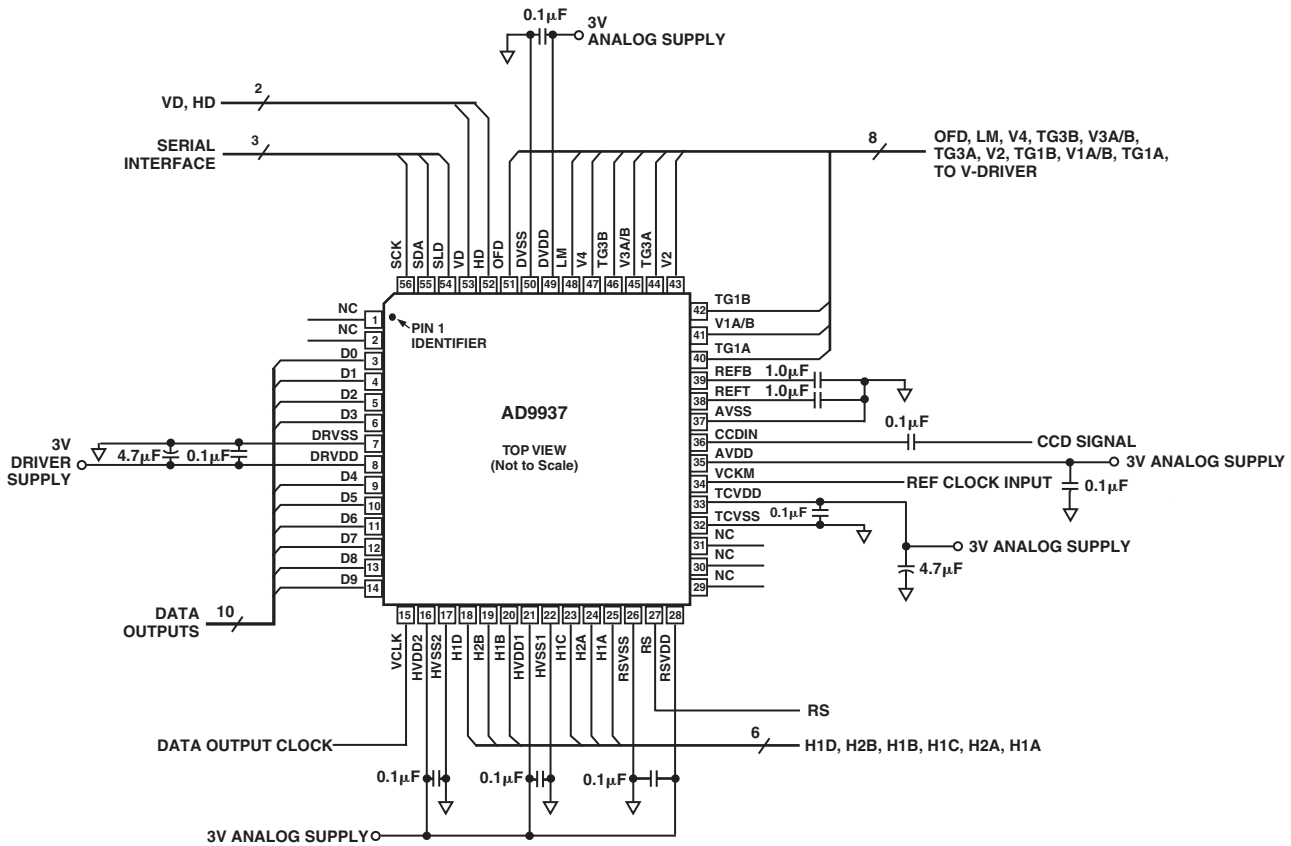 0.1µF
3V
ANALOG SUPPLY
VD, HD
2
SERIAL
INTERFACE
3
8
OFD, LM, V4, TG3B, V3A/B,
TG3A, V2, TG1B, V1A/B, TG1A,
TO V-DRIVER
SCK
SDA
SLD
VD
HD
OFD
DVSS
DVDD
LM
V4
TG3B
V3A/B
TG3A
V2
56
55
54
53
52
51
50
49
48
47
46
45
44
43
NC
1
NC
2
D0
3
D1
4
D2
5
D3
6
DRVSS
7
DRVDD
8
D4
9
D5
10
D6
11
D7
12
D8
13
D9
14
3V
DRIVER
SUPPLY
4.7µF
0.1µF
DATA
OUTPUTS
10
PIN 1
IDENTIFIER
AD9937
TOP VIEW
(Not to Scale)
42
TG1B
41
V1A/B
40
TG1A
39
REFB
1.0µF
38
REFT
1.0µF
37
AVSS
36
CCDIN
0.1µF
CCD SIGNAL
35
AVDD
3V ANALOG SUPPLY
34
VCKM
REF CLOCK INPUT
0.1µF
33
TCVDD
0.1µF
32
TCVSS
31
NC
3V ANALOG SUPPLY
30
NC
4.7µF
29
NC
15
16
17
18
19
20
21
22
23
24
25
26
27
28
VCLK
HVDD2
HVSS2
H1D
H2B
H1B
HVDD1
HVSS1
H1C
H2A
H1A
RSVSS
RS
RSVDD
RS
DATA OUTPUT CLOCK
6
H1D, H2B, H1B, H1C, H2A, H1A
0.1µF
0.1µF
0.1µF
3V ANALOG SUPPLY